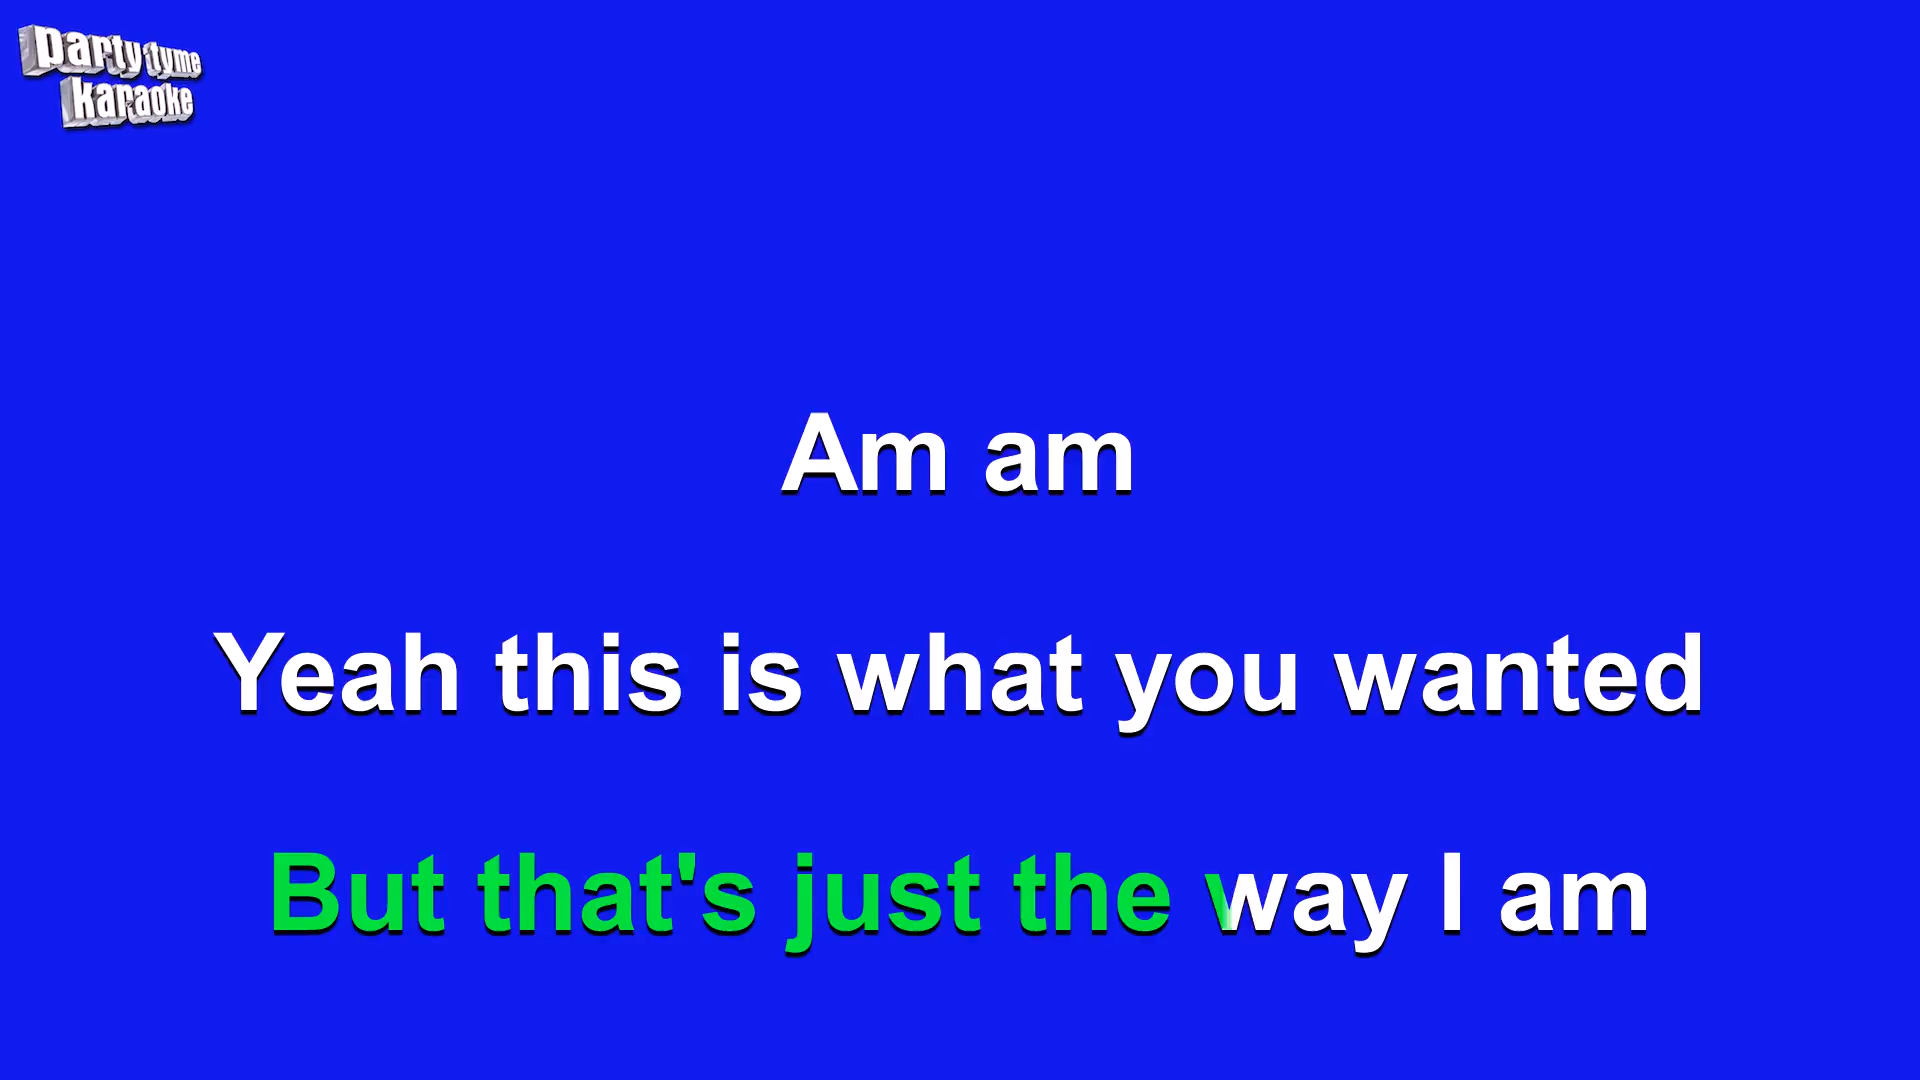 party tyme
karaoke
Am am
Yeah this is what you wanted
But that's just the way I am